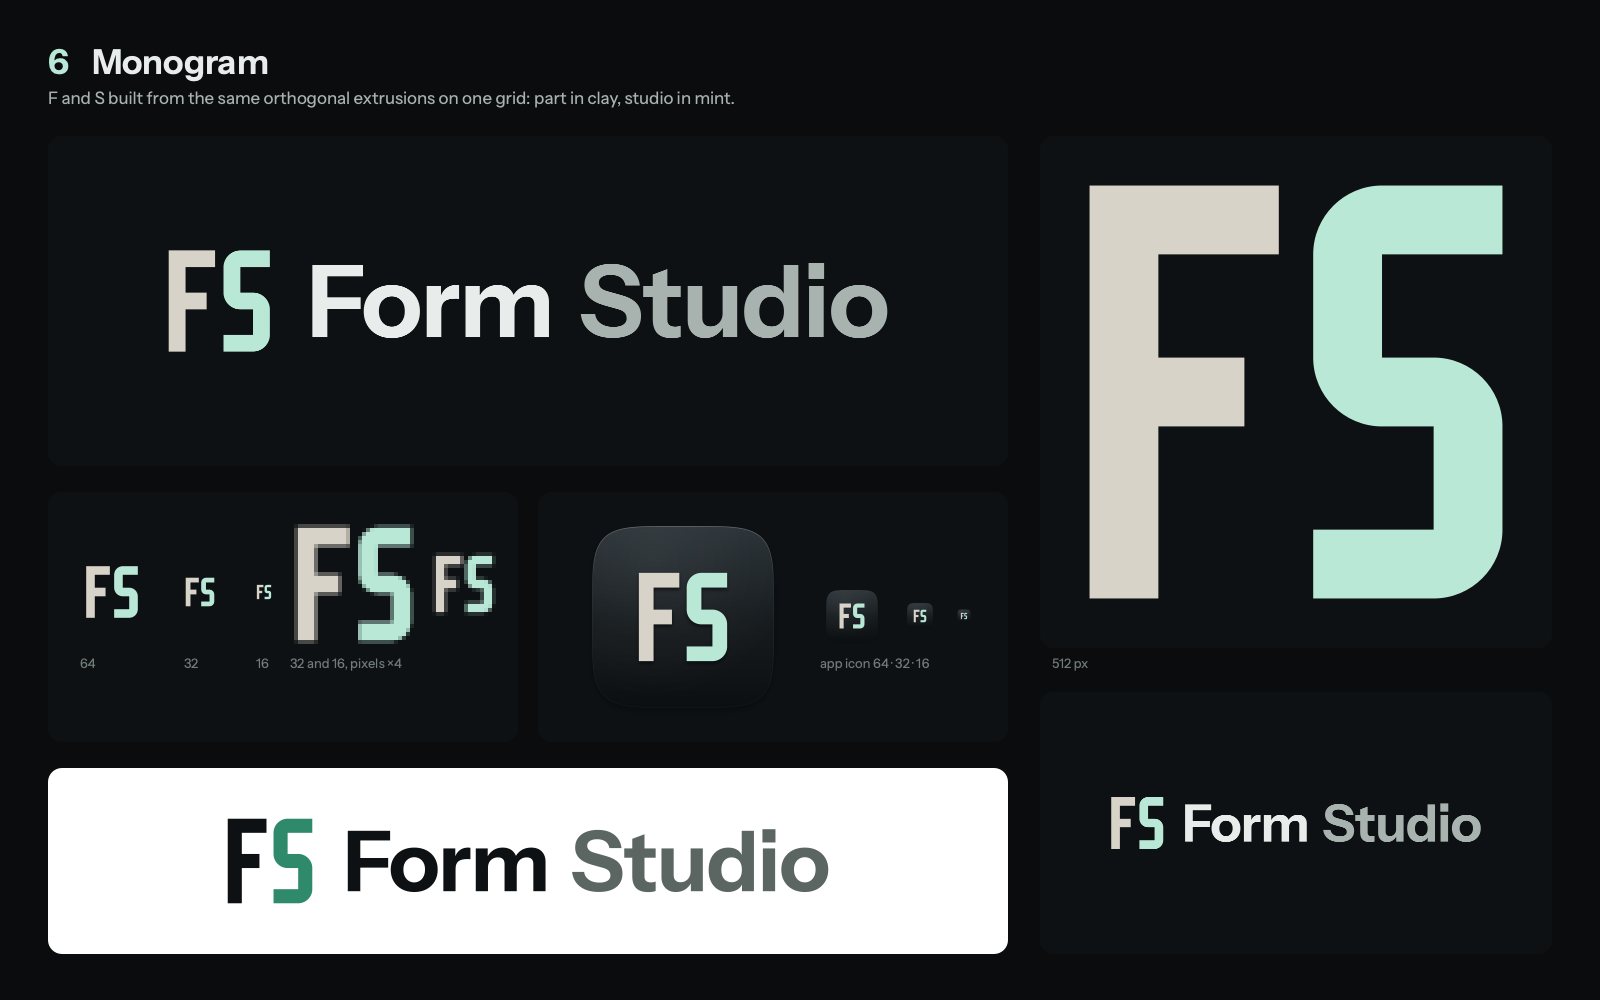 6 Monogram
F and S built from the same orthogonal extrusions on one grid: part in clay, studio in mint.
FS Form Studio
FS
FS FS FS FS FS
64 32 16 32 and 16, pixels ×4
FS FS FS FS
app icon 64·32·16
512 px
FS Form Studio
FS Form Studio